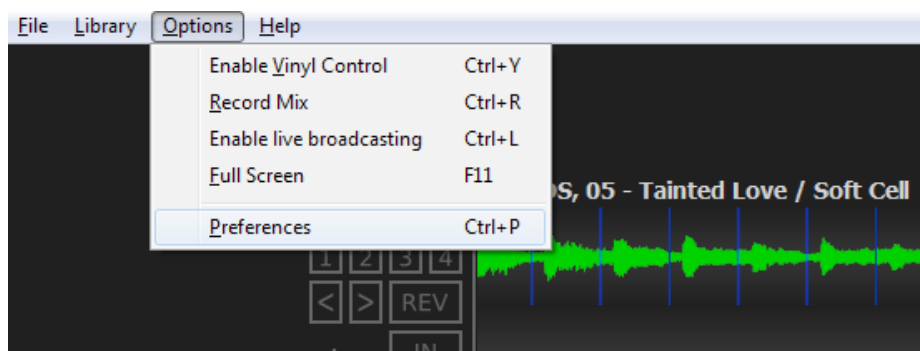 File Library Options Help
Enable Vinyl Control Ctrl+Y
Record Mix Ctrl+R
Enable live broadcasting Ctrl+L
Full Screen F11
S, 05 - Tainted Love / Soft Cell
Preferences Ctrl+P
1 2 3 4
< > REV
IN